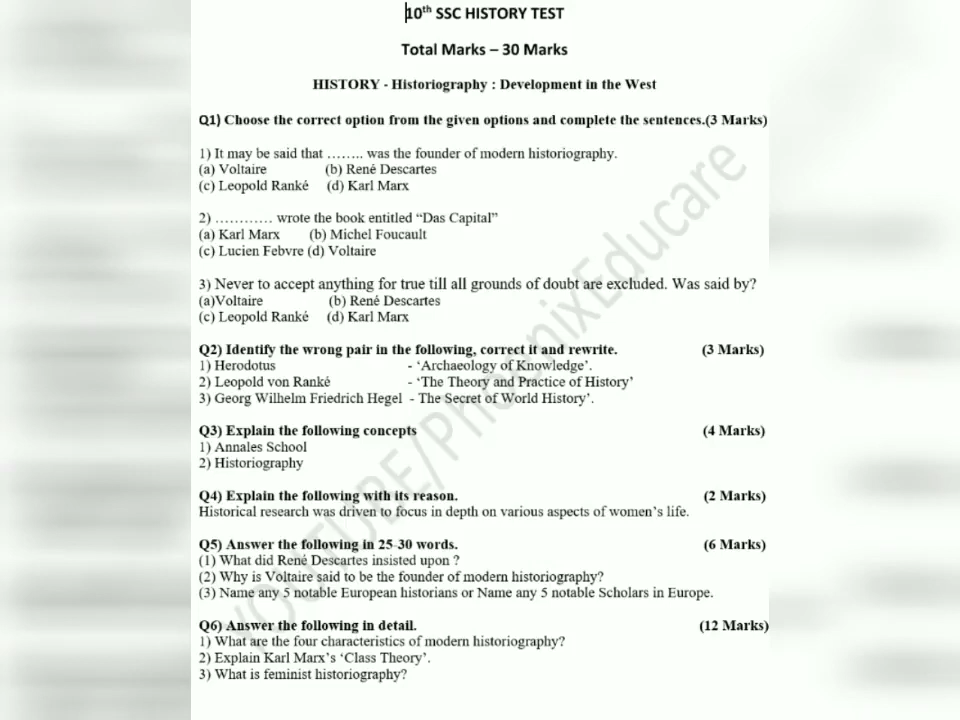 10th SSC HISTORY TEST
Total Marks – 30 Marks
HISTORY - Historiography : Development in the West
Q1) Choose the correct option from the given options and complete the sentences.(3 Marks)
1) It may be said that …….. was the founder of modern historiography.
(a) Voltaire (b) René Descartes
(c) Leopold Ranké (d) Karl Marx
2) ………… wrote the book entitled “Das Capital”
(a) Karl Marx (b) Michel Foucault
(c) Lucien Febvre (d) Voltaire
3) Never to accept anything for true till all grounds of doubt are excluded. Was said by?
(a)Voltaire (b) René Descartes
(c) Leopold Ranké (d) Karl Marx
Q2) Identify the wrong pair in the following, correct it and rewrite. (3 Marks)
1) Herodotus - ‘Archaeology of Knowledge’.
2) Leopold von Ranké - ‘The Theory and Practice of History’
3) Georg Wilhelm Friedrich Hegel - The Secret of World History’.
Q3) Explain the following concepts (4 Marks)
1) Annales School
2) Historiography
Q4) Explain the following with its reason. (2 Marks)
Historical research was driven to focus in depth on various aspects of women’s life.
Q5) Answer the following in 25-30 words. (6 Marks)
(1) What did René Descartes insisted upon ?
(2) Why is Voltaire said to be the founder of modern historiography?
(3) Name any 5 notable European historians or Name any 5 notable Scholars in Europe.
Q6) Answer the following in detail. (12 Marks)
1) What are the four characteristics of modern historiography?
2) Explain Karl Marx’s ‘Class Theory’.
3) What is feminist historiography?
YOUTUBE/PhoenixEducare